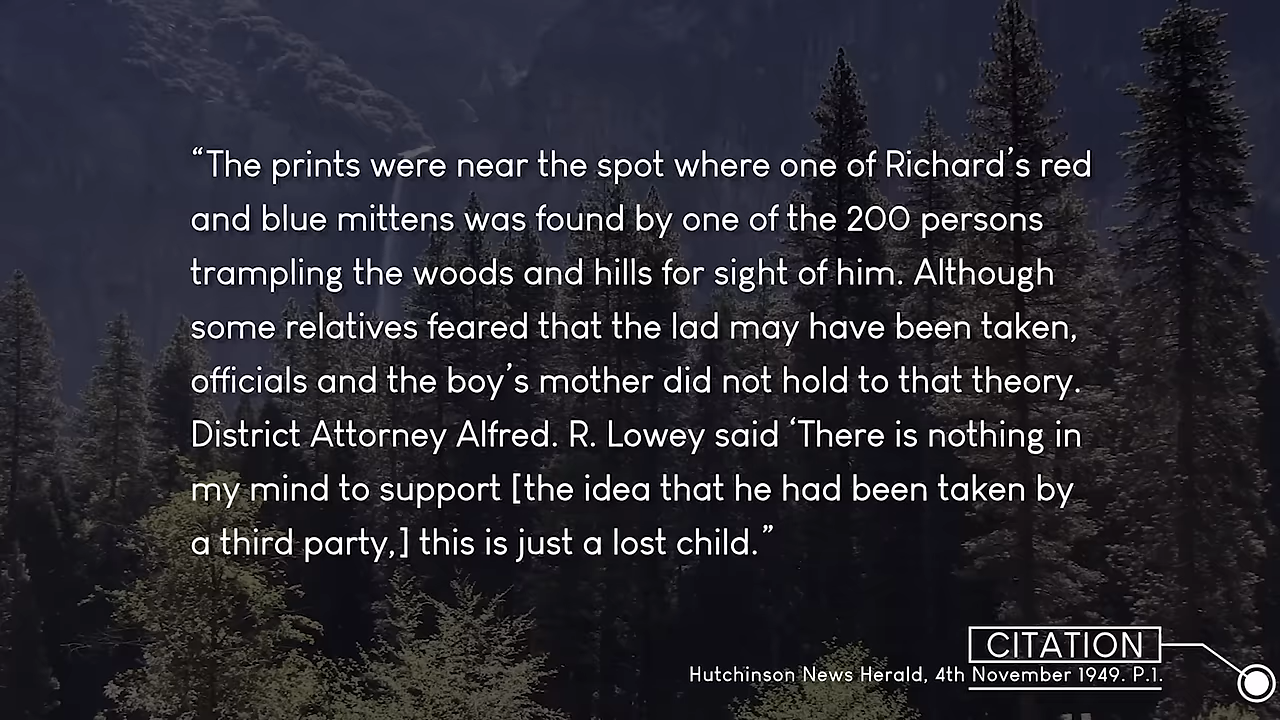 “The prints were near the spot where one of Richard’s red
and blue mittens was found by one of the 200 persons
trampling the woods and hills for sight of him. Although
some relatives feared that the lad may have been taken,
officials and the boy’s mother did not hold to that theory.
District Attorney Alfred. R. Lowey said ‘There is nothing in
my mind to support [the idea that he had been taken by
a third party,] this is just a lost child.”
CITATION
Hutchinson News Herald, 4th November 1949. P.1.